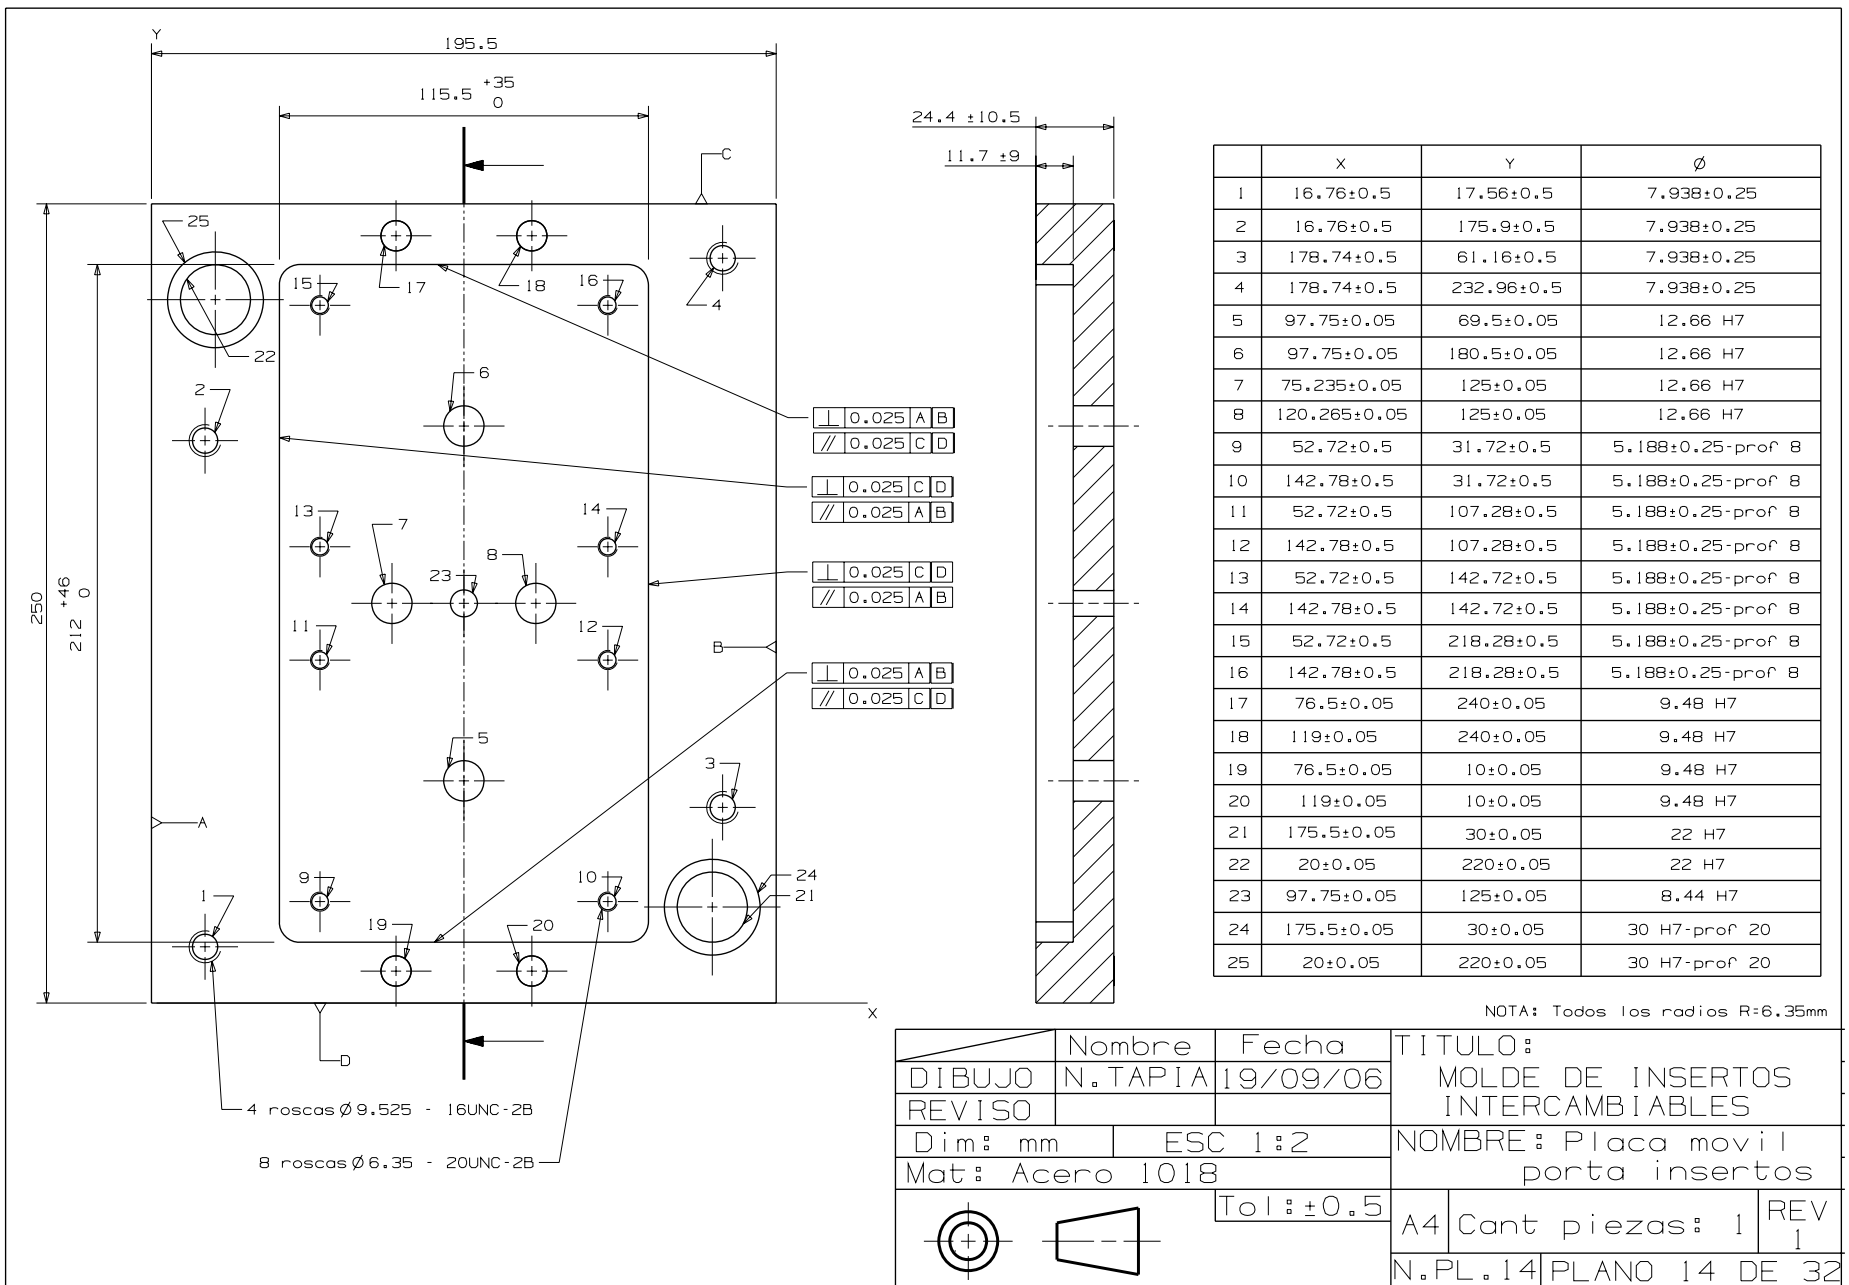 Y
195.5
115.5 +35 0
24.4 ±10.5
11.7 ±9
C
25
17
18
4
15
16
22
2
6
⊥ 0.025 A B
// 0.025 C D
⊥ 0.025 C D
// 0.025 A B
13
14
7
8
23
250
212 +46 0
⊥ 0.025 C D
// 0.025 A B
11
12
B
⊥ 0.025 A B
// 0.025 C D
5
3
A
9
10
24
21
1
19
20
X
D
4 roscas Ø 9.525 - 16UNC-2B
8 roscas Ø 6.35 - 20UNC-2B
X Y Ø
1 16.76±0.5 17.56±0.5 7.938±0.25
2 16.76±0.5 175.9±0.5 7.938±0.25
3 178.74±0.5 61.16±0.5 7.938±0.25
4 178.74±0.5 232.96±0.5 7.938±0.25
5 97.75±0.05 69.5±0.05 12.66 H7
6 97.75±0.05 180.5±0.05 12.66 H7
7 75.235±0.05 125±0.05 12.66 H7
8 120.265±0.05 125±0.05 12.66 H7
9 52.72±0.5 31.72±0.5 5.188±0.25-prof 8
10 142.78±0.5 31.72±0.5 5.188±0.25-prof 8
11 52.72±0.5 107.28±0.5 5.188±0.25-prof 8
12 142.78±0.5 107.28±0.5 5.188±0.25-prof 8
13 52.72±0.5 142.72±0.5 5.188±0.25-prof 8
14 142.78±0.5 142.72±0.5 5.188±0.25-prof 8
15 52.72±0.5 218.28±0.5 5.188±0.25-prof 8
16 142.78±0.5 218.28±0.5 5.188±0.25-prof 8
17 76.5±0.05 240±0.05 9.48 H7
18 119±0.05 240±0.05 9.48 H7
19 76.5±0.05 10±0.05 9.48 H7
20 119±0.05 10±0.05 9.48 H7
21 175.5±0.05 30±0.05 22 H7
22 20±0.05 220±0.05 22 H7
23 97.75±0.05 125±0.05 8.44 H7
24 175.5±0.05 30±0.05 30 H7-prof 20
25 20±0.05 220±0.05 30 H7-prof 20
NOTA: Todos los radios R=6.35mm
Nombre Fecha
DIBUJO N.TAPIA 19/09/06
REVISO
Dim: mm ESC 1:2
Mat: Acero 1018
Tol:±0.5
TITULO:
MOLDE DE INSERTOS
INTERCAMBIABLES
NOMBRE: Placa movil
porta insertos
A4 Cant piezas: 1 REV
1
N.PL.14 PLANO 14 DE 32